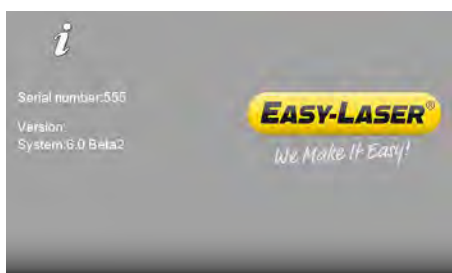 i
Serial number:555
Version:
System:6.0 Beta2
EASY-LASER®
We Make It Easy!